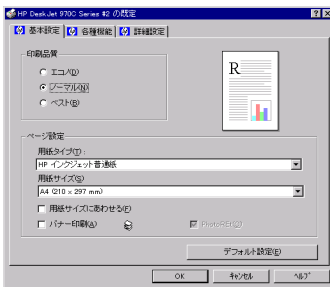 HP DeskJet 970C Series #2 の既定
基本設定 各種機能 詳細設定
印刷品質
エコノ(D)
ノーマル(N)
ベスト(B)
R
ページ設定
用紙タイプ(T):
HP インクジェット普通紙
用紙サイズ(S)
A4 (210 x 297 mm)
用紙サイズにあわせる(F)
バナー印刷(A)
デフォルト設定(E)
OK キャンセル ヘルプ